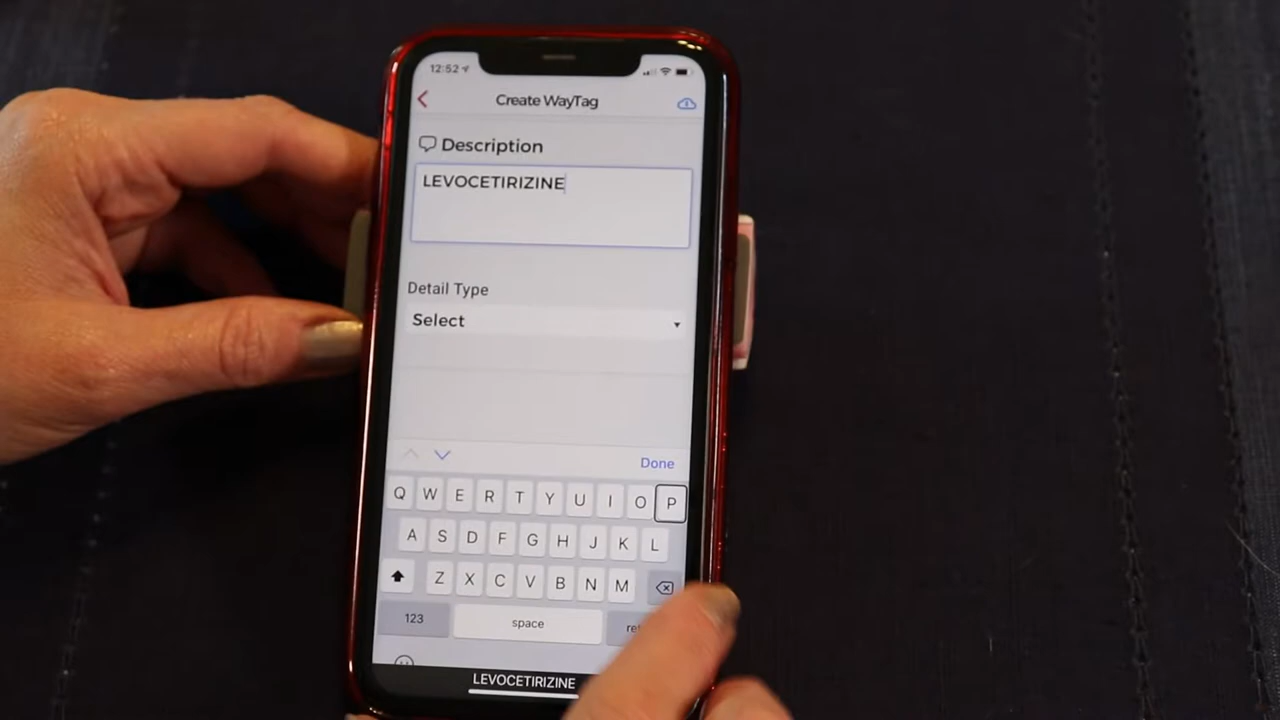 12:52
Create WayTag
Description
LEVOCETIRIZINE
Detail Type
Select
Done
Q W E R T Y U I O P
A S D F G H J K L
Z X C V B N M
123 space
LEVOCETIRIZINE